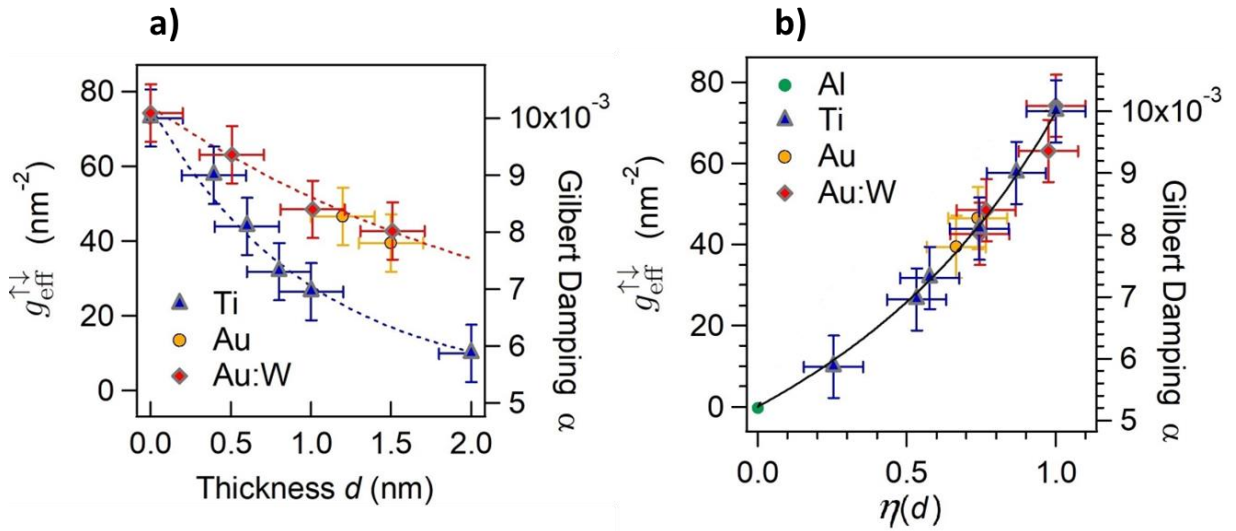 a)
80
60
40
20
0
g↑↓eff (nm-2)
Ti
Au
Au:W
10x10-3
9
8
7
6
5
Gilbert Damping α
0.0 0.5 1.0 1.5 2.0
Thickness d (nm)
b)
80
60
40
20
0
g↑↓eff (nm-2)
Al
Ti
Au
Au:W
10x10-3
9
8
7
6
5
Gilbert Damping α
0.0 0.5 1.0
η(d)